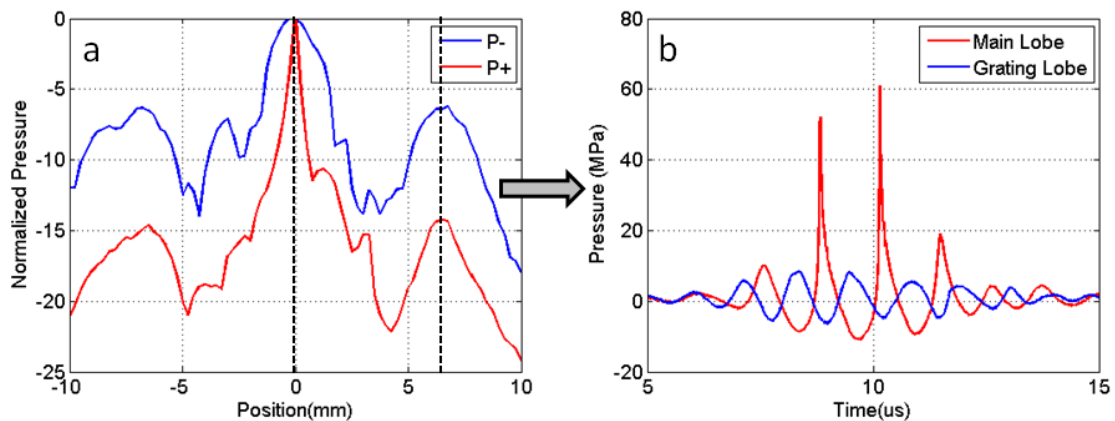 a
P-
P+
Normalized Pressure
0
-5
-10
-15
-20
-25
-10
-5
0
5
10
Position(mm)
b
Main Lobe
Grating Lobe
Pressure (MPa)
80
60
40
20
0
-20
5
10
15
Time(us)